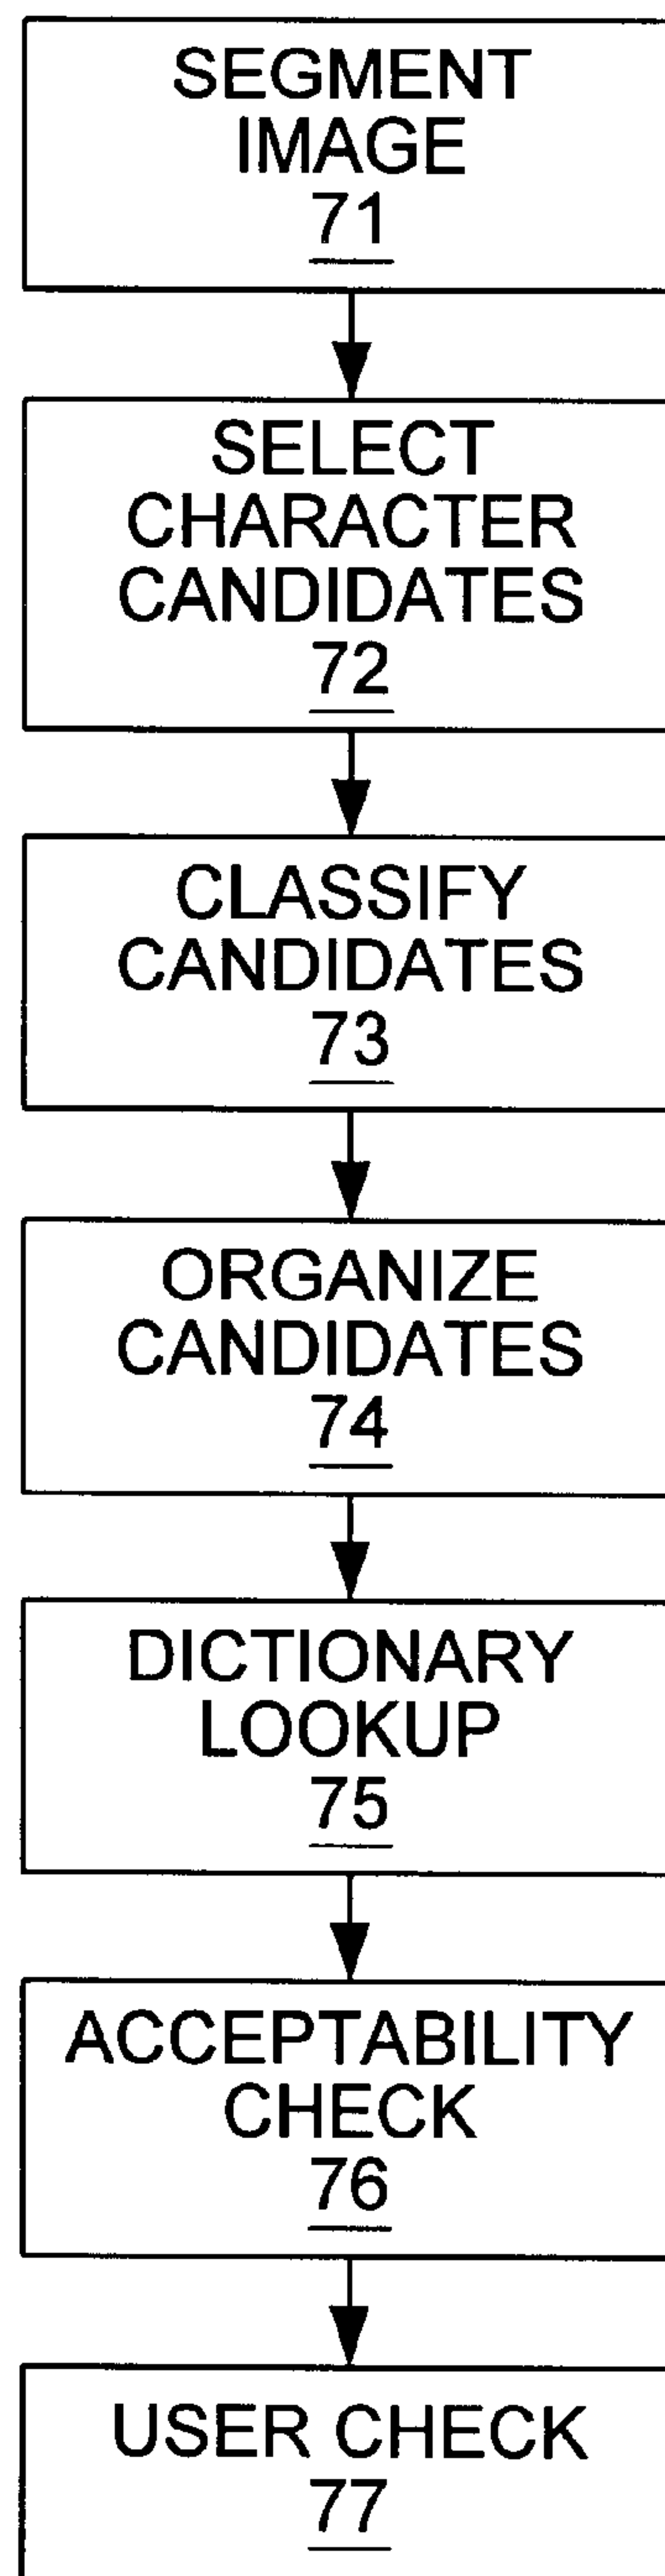 SEGMENT
IMAGE
71
SELECT
CHARACTER
CANDIDATES
72
CLASSIFY
CANDIDATES
73
ORGANIZE
CANDIDATES
74
DICTIONARY
LOOKUP
75
ACCEPTABILITY
CHECK
76
USER CHECK
77